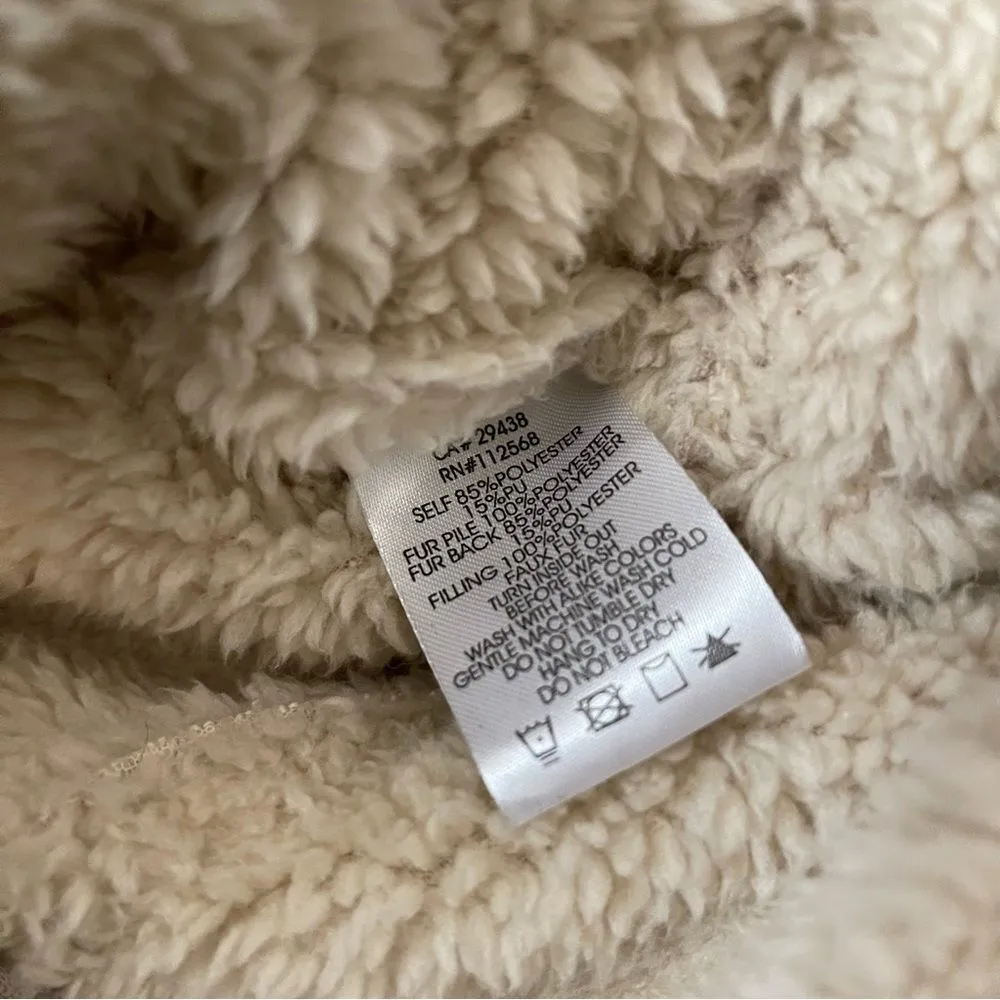 CA# 29438
RN#112568
SELF 85%POLYESTER
15%PU
FUR PILE 100%POLYESTER
FUR BACK 85%POLYESTER
15%PU
FILLING 100%POLYESTER
FAUX FUR
TURN INSIDE OUT
BEFORE WASH
WASH WITH ALIKE COLORS
GENTLE MACHINE WASH COLD
DO NOT TUMBLE DRY
HANG TO DRY
DO NOT BLEACH